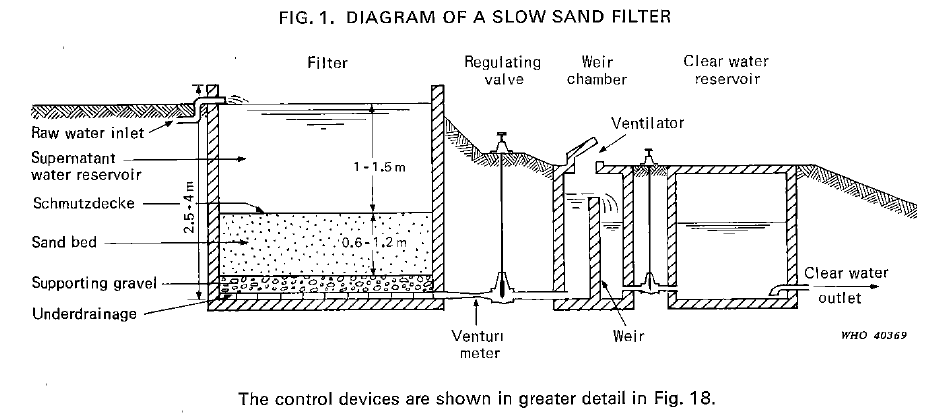 FIG. 1. DIAGRAM OF A SLOW SAND FILTER
Filter
Regulating
valve
Weir
chamber
Clear water
reservoir
Raw water inlet
Supernatant
water reservoir
Schmutzdecke
Sand bed
Supporting gravel
Underdrainage
2.5-4 m
1-1.5 m
0.6-1.2 m
Ventilator
Venturi
meter
Weir
Clear water
outlet
WHO 40369
The control devices are shown in greater detail in Fig. 18.